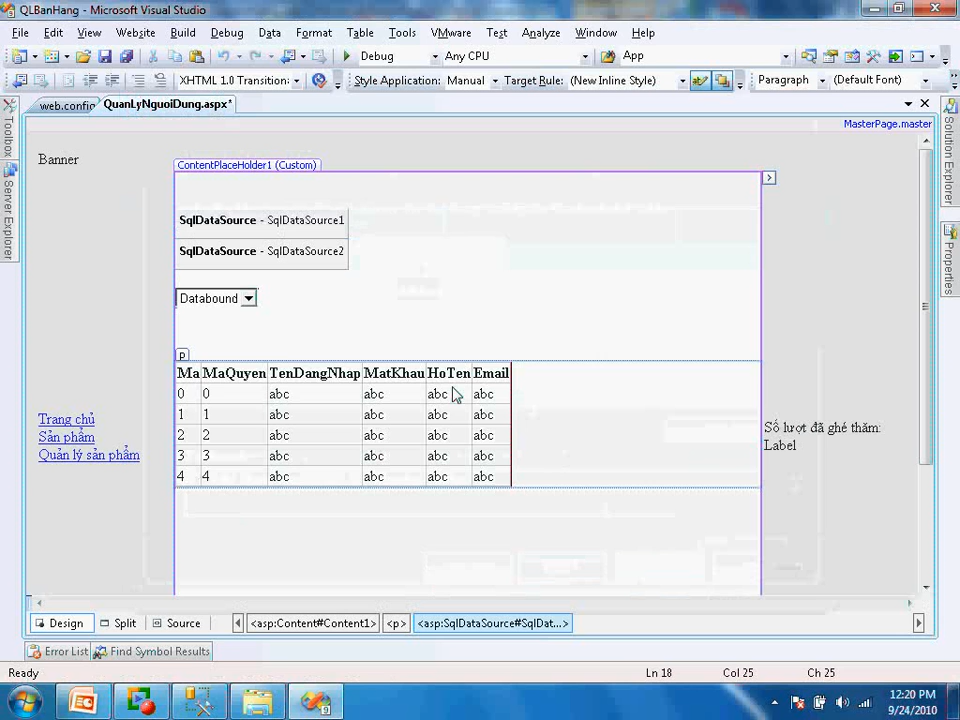 QLBanHang - Microsoft Visual Studio
File Edit View Website Build Debug Data Format Table Tools VMware Test Analyze Window Help
Debug Any CPU App
XHTML 1.0 Transition Style Application: Manual Target Rule: (New Inline Style) Paragraph (Default Font)
web.config QuanLyNguoiDung.aspx*
MasterPage.master
Toolbox
Server Explorer
Solution Explorer
Properties
Banner
ContentPlaceHolder1 (Custom)
SqlDataSource - SqlDataSource1
SqlDataSource - SqlDataSource2
Databound
p
Ma MaQuyen TenDangNhap MatKhau HoTen Email
0 0 abc abc abc abc
1 1 abc abc abc abc
2 2 abc abc abc abc
3 3 abc abc abc abc
4 4 abc abc abc abc
Trang chủ
Sản phẩm
Quản lý sản phẩm
Số lượt đã ghé thăm:
Label
Design Split Source <asp:Content#Content1> <p> <asp:SqlDataSource#SqlDat...>
Error List Find Symbol Results
Ready Ln 18 Col 25 Ch 25
12:20 PM
9/24/2010